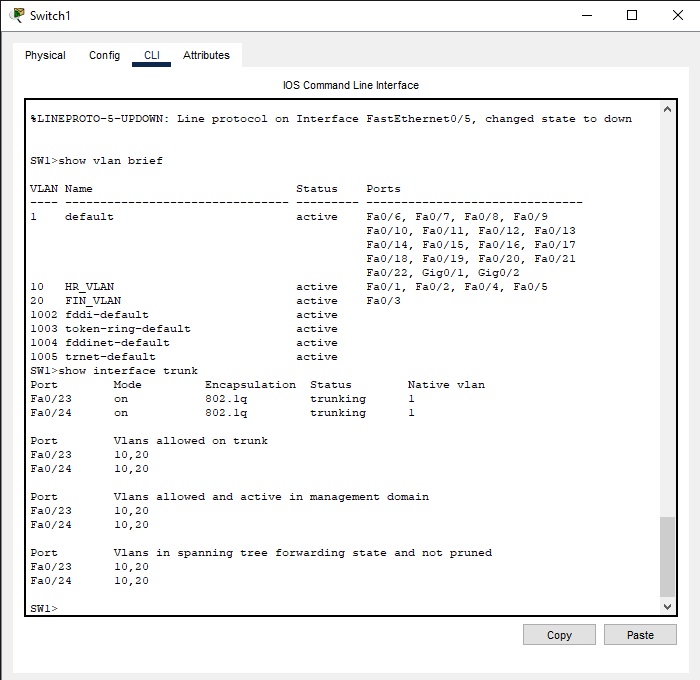 Switch1
Physical Config CLI Attributes
IOS Command Line Interface
%LINEPROTO-5-UPDOWN: Line protocol on Interface FastEthernet0/5, changed state to down
SW1>show vlan brief
VLAN Name                             Status    Ports
---- -------------------------------- --------- -------------------------------
1    default                          active    Fa0/6, Fa0/7, Fa0/8, Fa0/9
                                                Fa0/10, Fa0/11, Fa0/12, Fa0/13
                                                Fa0/14, Fa0/15, Fa0/16, Fa0/17
                                                Fa0/18, Fa0/19, Fa0/20, Fa0/21
                                                Fa0/22, Gig0/1, Gig0/2
10   HR_VLAN                          active    Fa0/1, Fa0/2, Fa0/4, Fa0/5
20   FIN_VLAN                         active    Fa0/3
1002 fddi-default                     active
1003 token-ring-default               active
1004 fddinet-default                  active
1005 trnet-default                    active
SW1>show interface trunk
Port        Mode         Encapsulation  Status        Native vlan
Fa0/23      on           802.1q         trunking      1
Fa0/24      on           802.1q         trunking      1
Port        Vlans allowed on trunk
Fa0/23      10,20
Fa0/24      10,20
Port        Vlans allowed and active in management domain
Fa0/23      10,20
Fa0/24      10,20
Port        Vlans in spanning tree forwarding state and not pruned
Fa0/23      10,20
Fa0/24      10,20
SW1>
Copy Paste